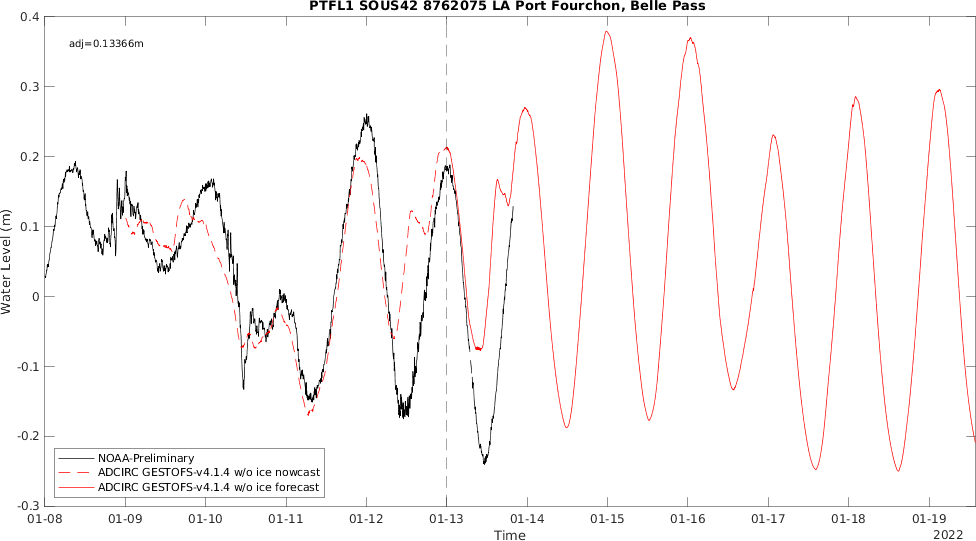 PTFL1 SOUS42 8762075 LA Port Fourchon, Belle Pass
adj=0.13366m
0.4
0.3
0.2
0.1
0
-0.1
-0.2
-0.3
Water Level (m)
NOAA-Preliminary
ADCIRC GESTOFS-v4.1.4 w/o ice nowcast
ADCIRC GESTOFS-v4.1.4 w/o ice forecast
01-08 01-09 01-10 01-11 01-12 01-13 01-14 01-15 01-16 01-17 01-18 01-19
Time
2022